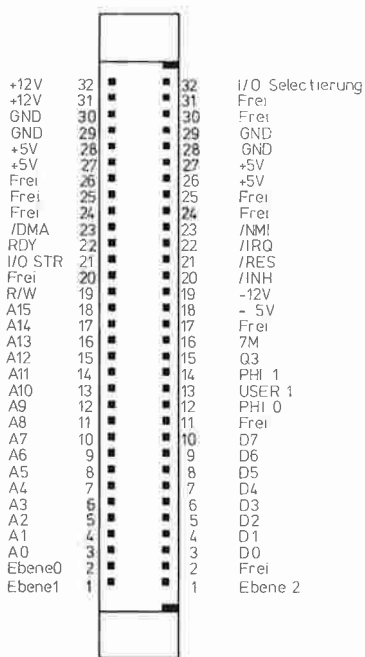 +12V 32 32 I/O Selectierung
+12V 31 31 Frei
GND 30 30 Frei
GND 29 29 GND
+5V 28 28 GND
+5V 27 27 +5V
Frei 26 26 +5V
Frei 25 25 Frei
Frei 24 24 Frei
/DMA 23 23 /NMI
RDY 22 22 /IRQ
I/O STR 21 21 /RES
Frei 20 20 /INH
R/W 19 19 -12V
A15 18 18 - 5V
A14 17 17 Frei
A13 16 16 7M
A12 15 15 Q3
A11 14 14 PHI 1
A10 13 13 USER 1
A9 12 12 PHI 0
A8 11 11 Frei
A7 10 10 D7
A6 9 9 D6
A5 8 8 D5
A4 7 7 D4
A3 6 6 D3
A2 5 5 D2
A1 4 4 D1
A0 3 3 D0
Ebene0 2 2 Frei
Ebene1 1 1 Ebene 2